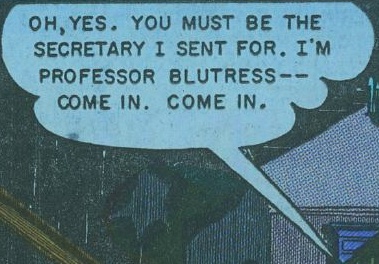 OH, YES. YOU MUST BE THE
SECRETARY I SENT FOR. I'M
PROFESSOR BLUTRESS--
COME IN. COME IN.